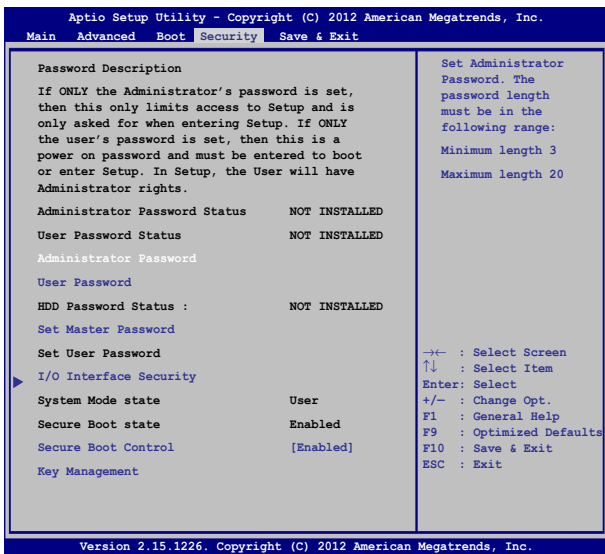 Aptio Setup Utility - Copyright (C) 2012 American Megatrends, Inc.
Main Advanced Boot Security Save & Exit
Password Description
If ONLY the Administrator's password is set,
then this only limits access to Setup and is
only asked for when entering Setup. If ONLY
the user's password is set, then this is a
power on password and must be entered to boot
or enter Setup. In Setup, the User will have
Administrator rights.
Administrator Password Status NOT INSTALLED
User Password Status NOT INSTALLED
Administrator Password
User Password
HDD Password Status : NOT INSTALLED
Set Master Password
Set User Password
I/O Interface Security
System Mode state User
Secure Boot state Enabled
Secure Boot Control [Enabled]
Key Management
Set Administrator
Password. The
password length
must be in the
following range:
Minimum length 3
Maximum length 20
→← : Select Screen
↑↓ : Select Item
Enter: Select
+/— : Change Opt.
F1 : General Help
F9 : Optimized Defaults
F10 : Save & Exit
ESC : Exit
Version 2.15.1226. Copyright (C) 2012 American Megatrends, Inc.